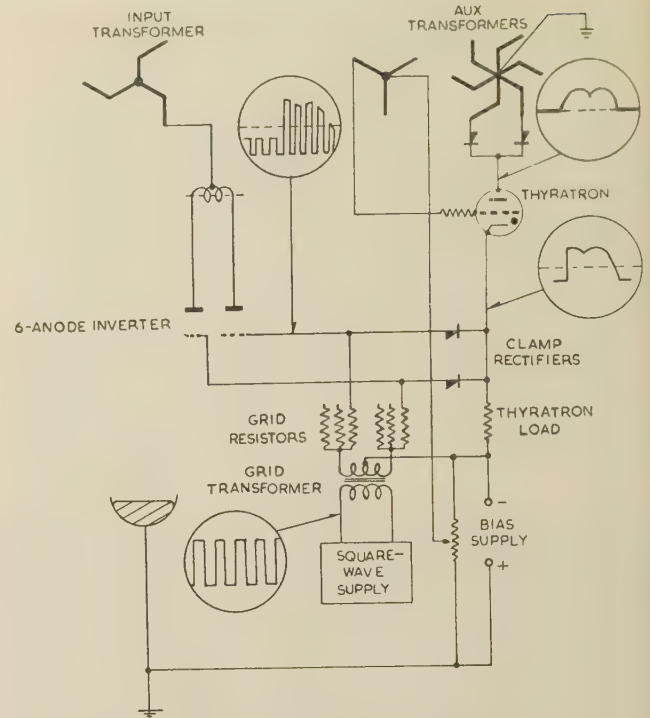 INPUT
TRANSFORMER
AUX
TRANSFORMERS
THYRATRON
6-ANODE INVERTER
CLAMP
RECTIFIERS
GRID
RESISTORS
THYRATRON
LOAD
GRID
TRANSFORMER
-
BIAS
SUPPLY
+
SQUARE-
WAVE
SUPPLY